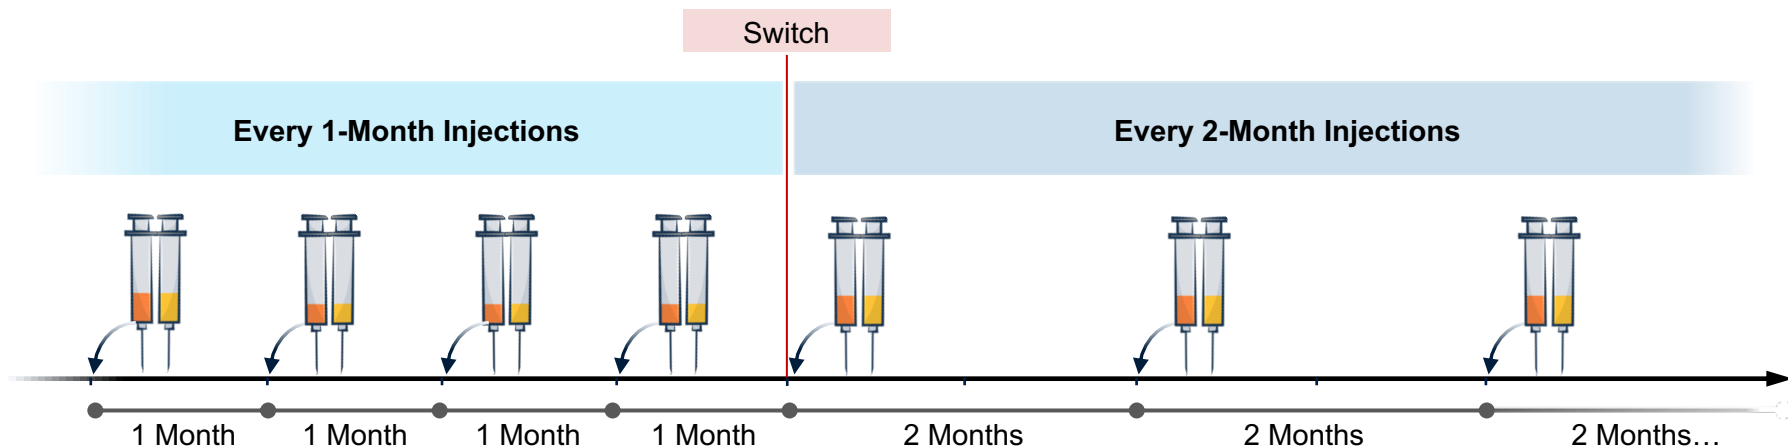 Switch
Every 1-Month Injections
Every 2-Month Injections
1 Month
1 Month
1 Month
1 Month
2 Months
2 Months
2 Months…